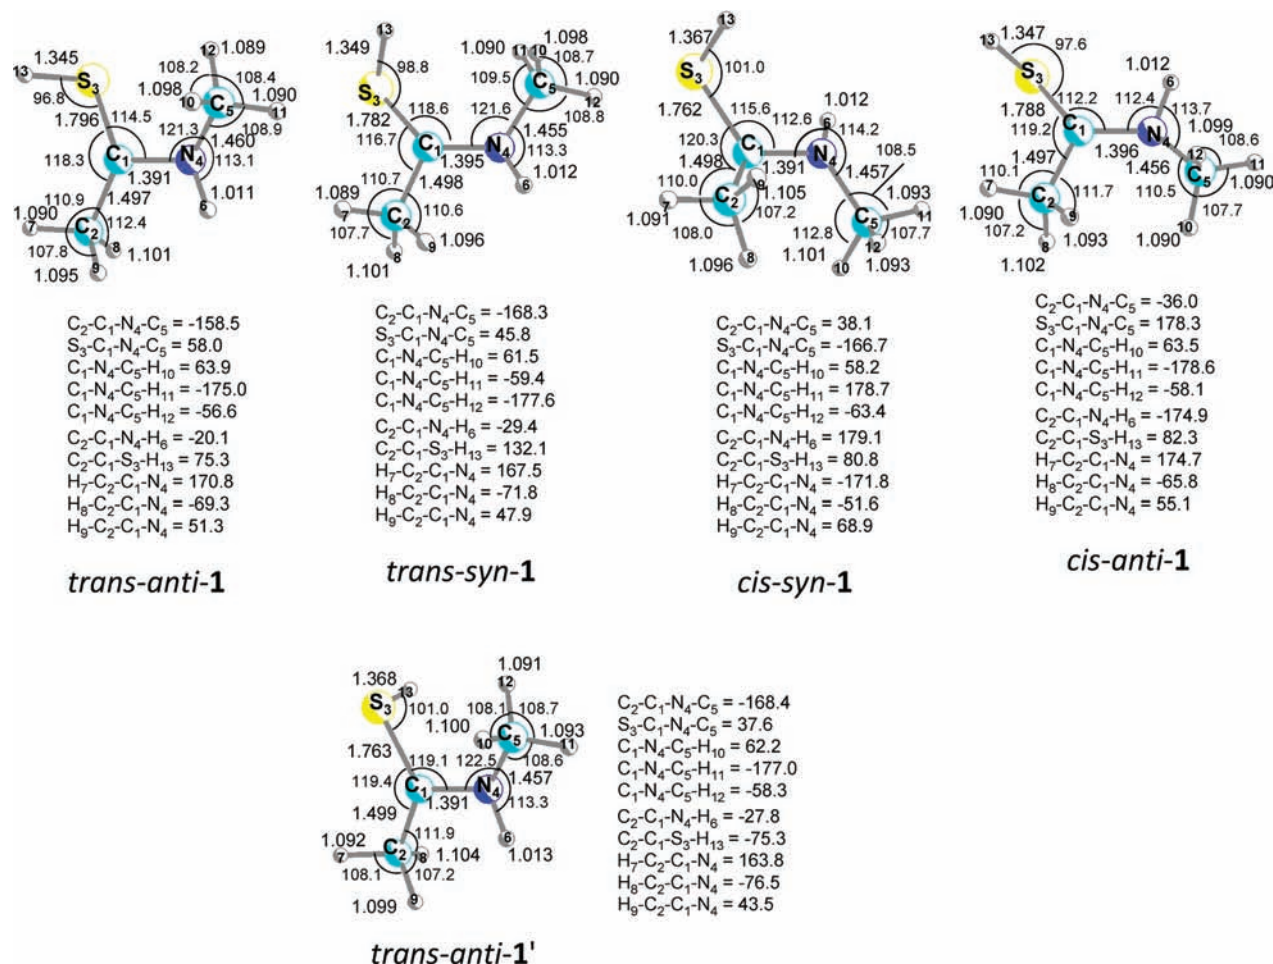 13
1.345
S3
96.8
1.796
114.5
118.3
C1
1.391
1.497
110.9
112.4
1.090
7
C2
8
107.8
1.101
9
1.095
12
1.089
108.2
108.4
1.098
10
C5
1.090
11
121.3
1.460
108.9
N4
113.1
1.011
6
C2-C1-N4-C5 = -158.5
S3-C1-N4-C5 = 58.0
C1-N4-C5-H10 = 63.9
C1-N4-C5-H11 = -175.0
C1-N4-C5-H12 = -56.6
C2-C1-N4-H6 = -20.1
C2-C1-S3-H13 = 75.3
H7-C2-C1-N4 = 170.8
H8-C2-C1-N4 = -69.3
H9-C2-C1-N4 = 51.3
trans-anti-1
13
1.349
98.8
S3
1.782
118.6
116.7
C1
1.395
121.6
N4
1.455
113.3
1.012
6
1.090
11
10
1.098
108.7
109.5
C5
1.090
12
108.8
110.7
1.498
1.089
7
C2
110.6
107.7
8
9
1.096
1.101
C2-C1-N4-C5 = -168.3
S3-C1-N4-C5 = 45.8
C1-N4-C5-H10 = 61.5
C1-N4-C5-H11 = -59.4
C1-N4-C5-H12 = -177.6
C2-C1-N4-H6 = -29.4
C2-C1-S3-H13 = 132.1
H7-C2-C1-N4 = 167.5
H8-C2-C1-N4 = -71.8
H9-C2-C1-N4 = 47.9
trans-syn-1
13
1.367
S3
101.0
1.762
115.6
112.6
1.012
6
114.2
120.3
C1
N4
1.391
1.498
110.0
9
1.105
1.457
108.5
1.093
7
C2
107.2
C5
11
1.091
108.0
112.8
107.7
8
1.101
12
1.096
10
1.093
C2-C1-N4-C5 = 38.1
S3-C1-N4-C5 = -166.7
C1-N4-C5-H10 = 58.2
C1-N4-C5-H11 = 178.7
C1-N4-C5-H12 = -63.4
C2-C1-N4-H6 = 179.1
C2-C1-S3-H13 = 80.8
H7-C2-C1-N4 = -171.8
H8-C2-C1-N4 = -51.6
H9-C2-C1-N4 = 68.9
cis-syn-1
13
1.347
97.6
S3
1.012
6
1.788
112.2
112.4
113.7
119.2
C1
N4
1.099
1.396
108.6
1.497
1.456
12
11
110.1
111.7
C5
1.090
7
C2
110.5
1.090
9
107.7
107.2
8
1.093
10
1.102
1.090
C2-C1-N4-C5 = -36.0
S3-C1-N4-C5 = 178.3
C1-N4-C5-H10 = 63.5
C1-N4-C5-H11 = -178.6
C1-N4-C5-H12 = -58.1
C2-C1-N4-H6 = -174.9
C2-C1-S3-H13 = 82.3
H7-C2-C1-N4 = 174.7
H8-C2-C1-N4 = -65.8
H9-C2-C1-N4 = 55.1
cis-anti-1
1.368
13
1.091
12
S3
101.0
108.1
108.7
1.100
1.093
10
C5
11
1.763
119.1
122.5
108.6
119.4
C1
N4
1.457
1.391
113.3
1.499
1.092
111.9
6
7
C2
8
1.104
1.013
108.1
107.2
1.099
9
C2-C1-N4-C5 = -168.4
S3-C1-N4-C5 = 37.6
C1-N4-C5-H10 = 62.2
C1-N4-C5-H11 = -177.0
C1-N4-C5-H12 = -58.3
C2-C1-N4-H6 = -27.8
C2-C1-S3-H13 = -75.3
H7-C2-C1-N4 = 163.8
H8-C2-C1-N4 = -76.5
H9-C2-C1-N4 = 43.5
trans-anti-1'